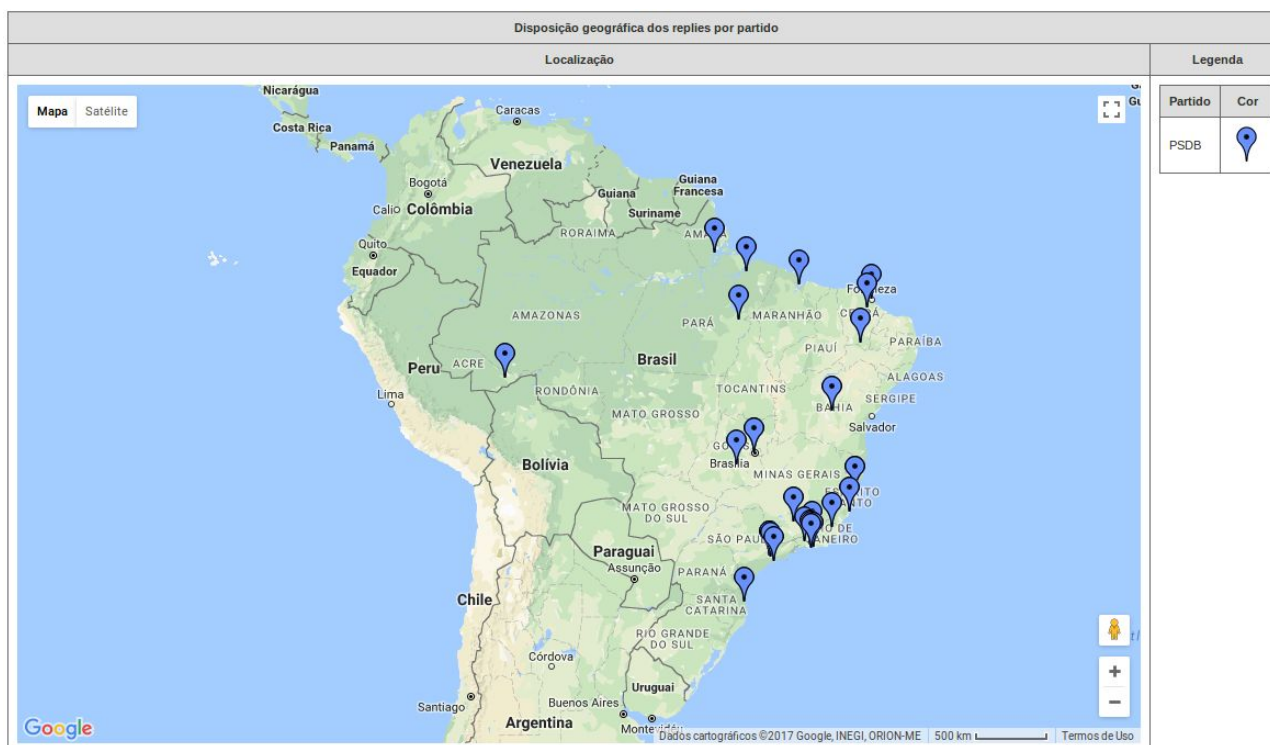 Disposição geográfica dos replies por partido
Localização
Legenda
Mapa
Satélite
Partido
Cor
PSDB
Nicarágua
Costa Rica
Panamá
Caracas
Venezuela
Bogotá
Colômbia
Guiana
Suriname
Guiana
Francesa
Quito
Equador
RORAIMA
AMAZONAS
PARÁ
MARANHÃO
PIAUÍ
PARAÍBA
Peru
ACRE
Brasil
Lima
RONDÔNIA
TOCANTINS
ALAGOAS
MATO GROSSO
BAHIA
SERGIPE
Salvador
Bolívia
Brasília
MINAS GERAIS
MATO GROSSO
DO SUL
Paraguai
Assunção
PARANÁ
Chile
SANTA
CATARINA
RIO GRANDE
DO SUL
Córdova
Uruguai
Santiago
Buenos Aires
Argentina
Google
Dados cartográficos ©2017 Google, INEGI, ORION-ME
500 km
Termos de Uso